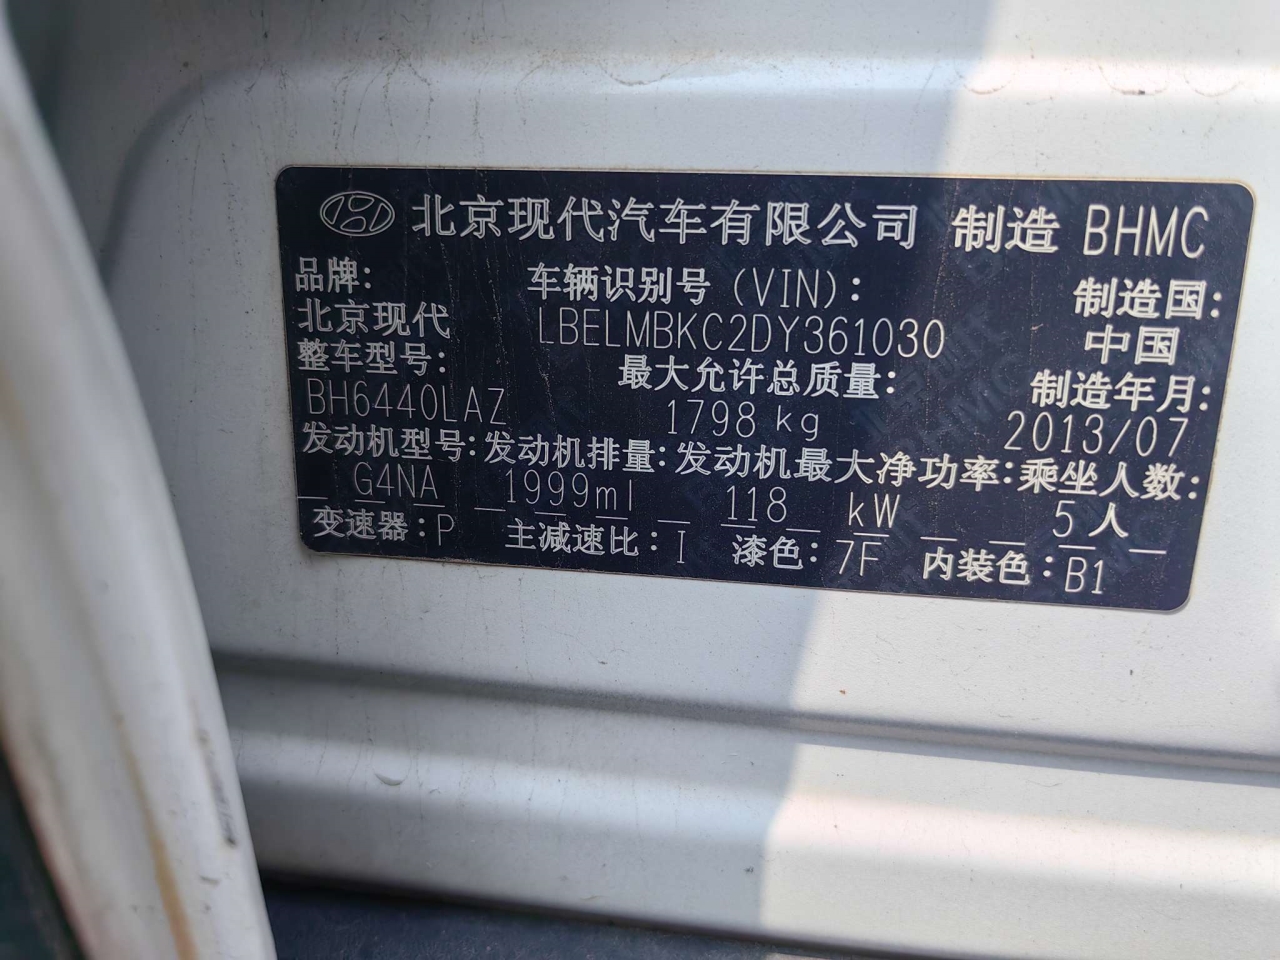 北京现代汽车有限公司 制造 BHMC
品牌: 车辆识别号 (VIN): 制造国:
北京现代 LBELMBKC2DY361030 中国
整车型号: 最大允许总质量: 制造年月:
BH6440LAZ 1798 kg 2013/07
发动机型号: 发动机排量: 发动机最大净功率: 乘坐人数:
G4NA 1999ml 118 kW 5 人
变速器: P 主减速比: I 漆色: 7F 内装色: B1